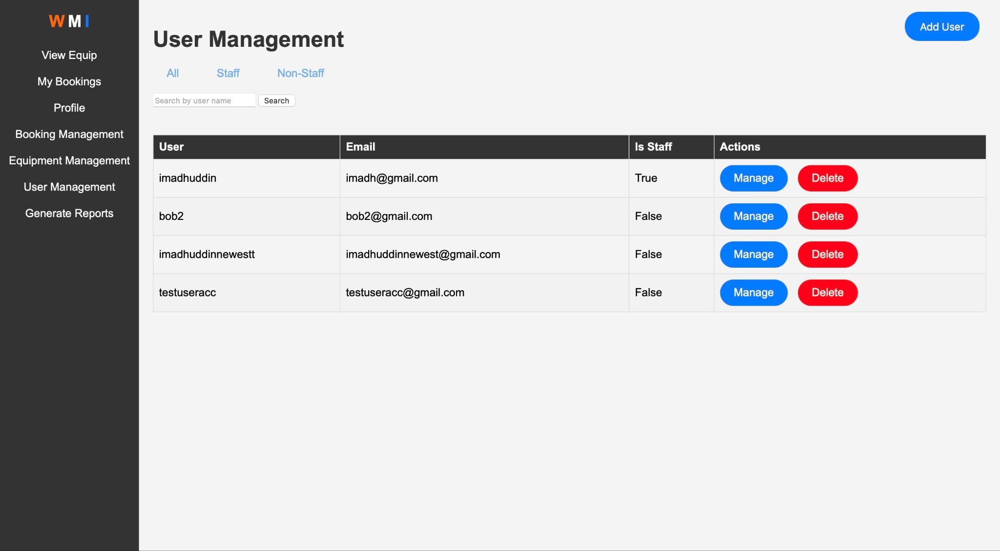 W M I
View Equip
My Bookings
Profile
Booking Management
Equipment Management
User Management
Generate Reports
Add User
User Management
All Staff Non-Staff
Search by user name Search
User Email Is Staff Actions
imadhuddin imadh@gmail.com True Manage Delete
bob2 bob2@gmail.com False Manage Delete
imadhuddinnewestt imadhuddinnewest@gmail.com False Manage Delete
testuseracc testuseracc@gmail.com False Manage Delete